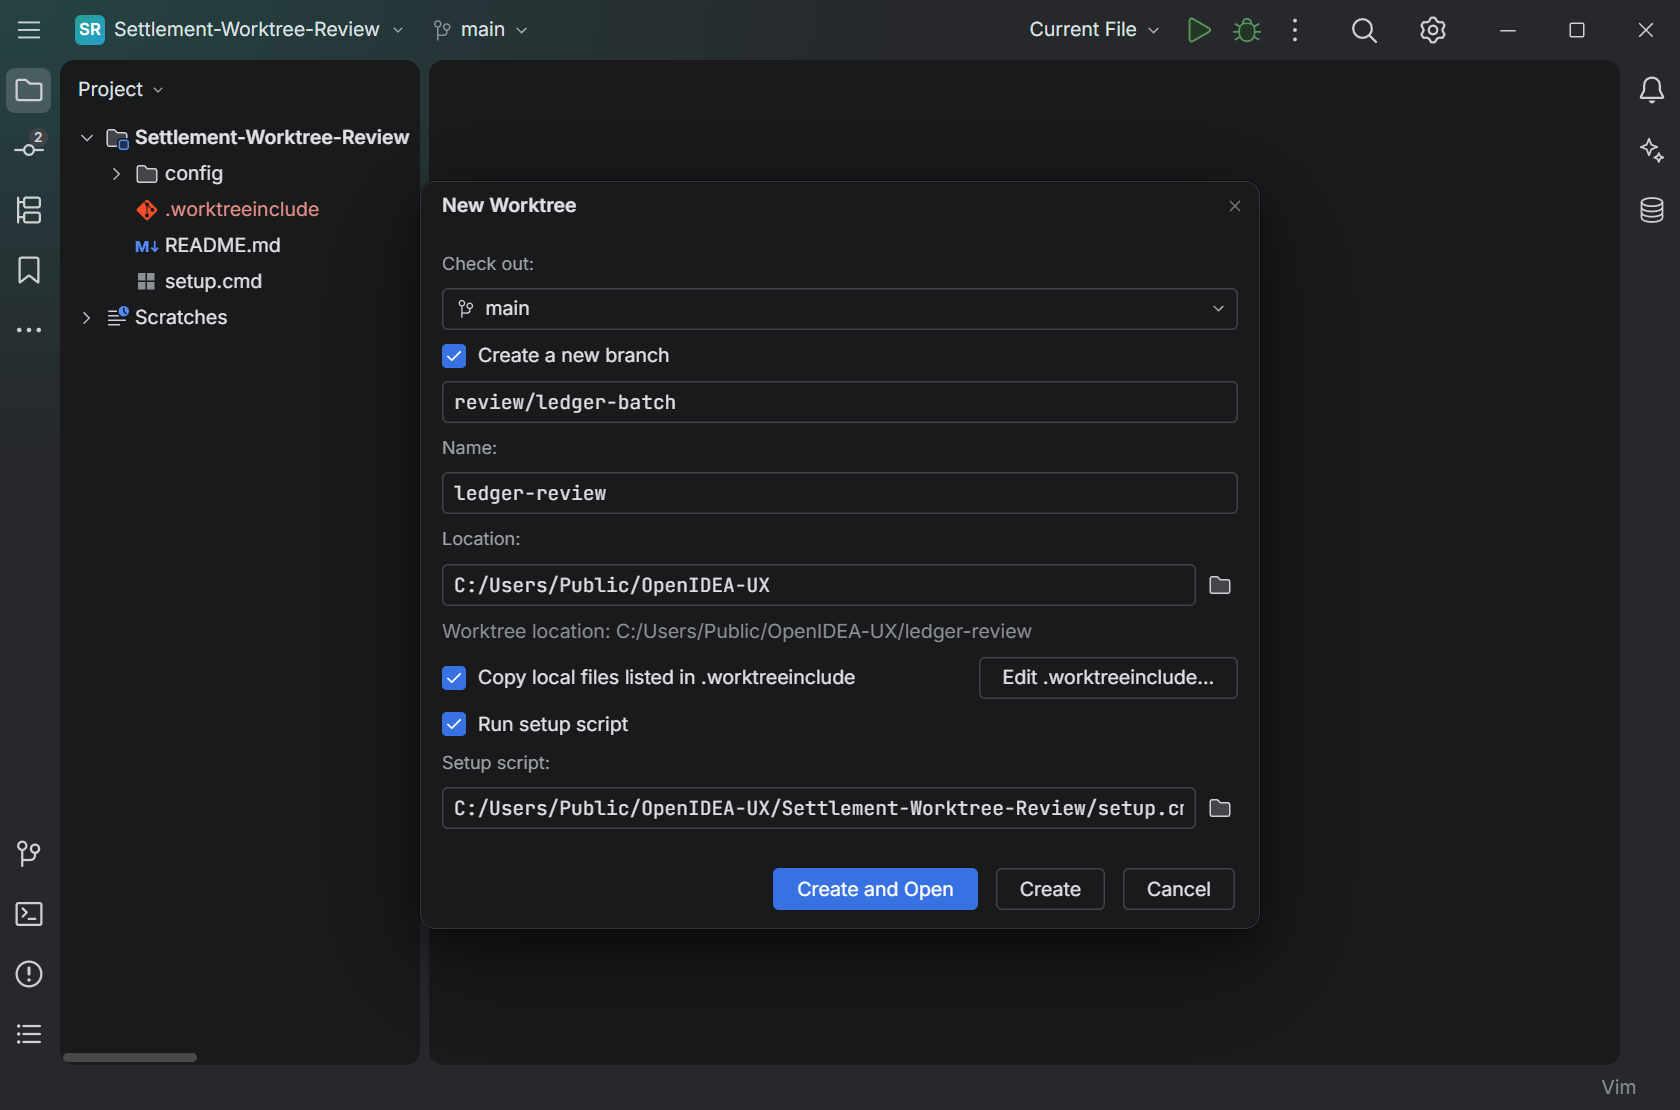 SR Settlement-Worktree-Review main Current File
Project
2
Settlement-Worktree-Review
config
.worktreeinclude
M↓ README.md
setup.cmd
Scratches
New Worktree
Check out:
main
Create a new branch
review/ledger-batch
Name:
ledger-review
Location:
C:/Users/Public/OpenIDEA-UX
Worktree location: C:/Users/Public/OpenIDEA-UX/ledger-review
Copy local files listed in .worktreeinclude
Edit .worktreeinclude...
Run setup script
Setup script:
C:/Users/Public/OpenIDEA-UX/Settlement-Worktree-Review/setup.cm
Create and Open Create Cancel
Vim